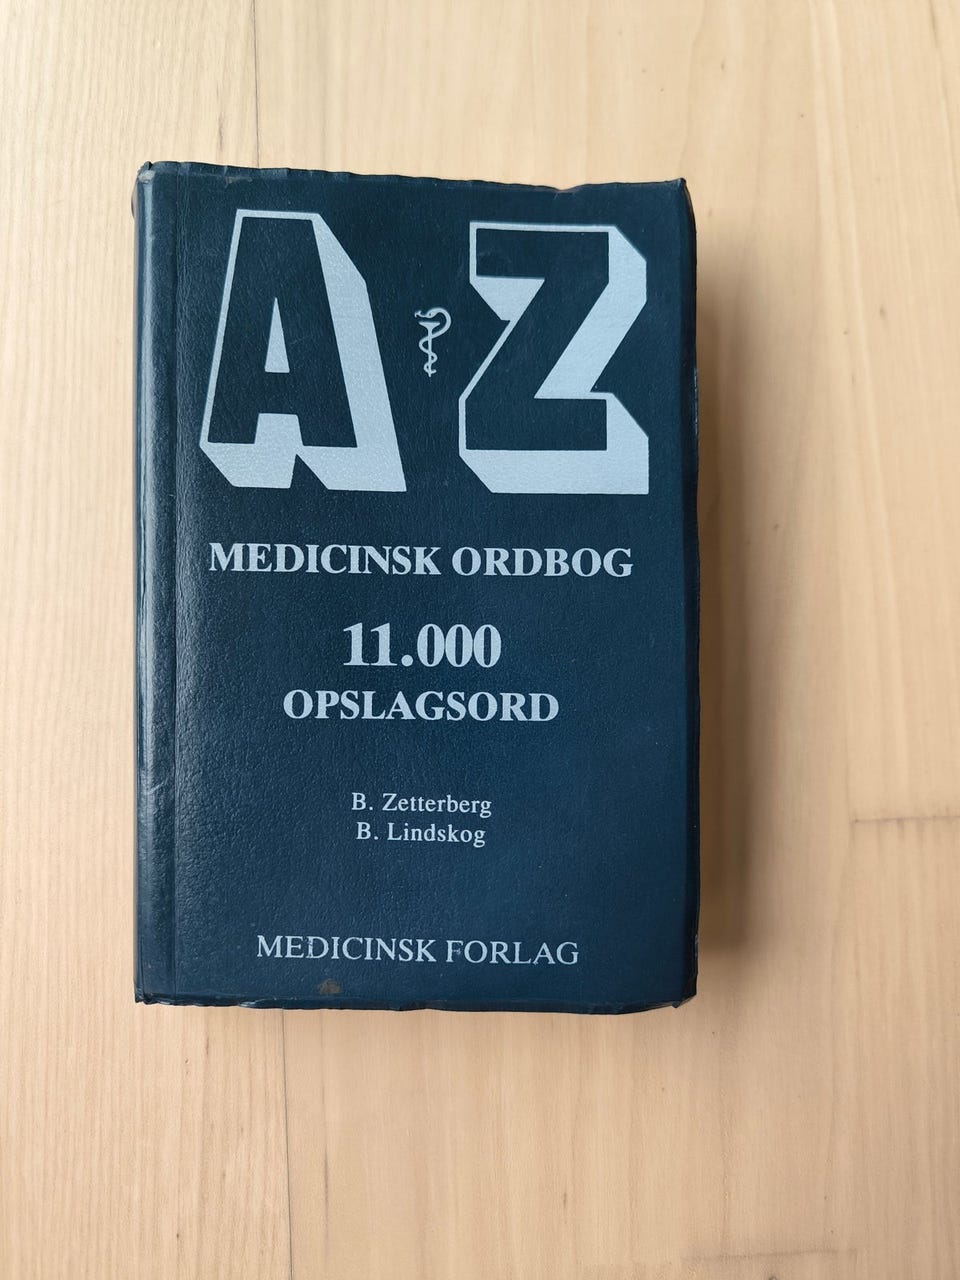 A Z
MEDICINSK ORDBOG
11.000
OPSLAGSORD
B. Zetterberg
B. Lindskog
MEDICINSK FORLAG